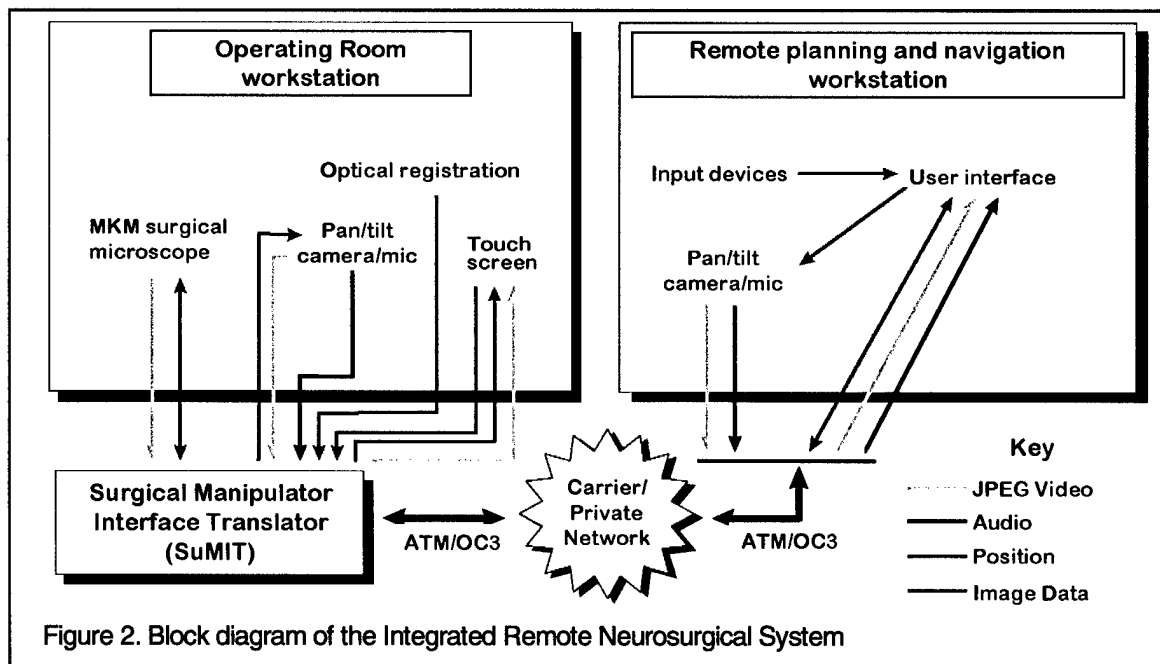 Operating Room
workstation
Optical registration
MKM surgical
microscope
Pan/tilt
camera/mic
Touch
screen
Remote planning and navigation
workstation
Input devices
User interface
Pan/tilt
camera/mic
Surgical Manipulator
Interface Translator
(SuMIT)
ATM/OC3
Carrier/
Private
Network
ATM/OC3
Key
JPEG Video
Audio
Position
Image Data
Figure 2. Block diagram of the Integrated Remote Neurosurgical System